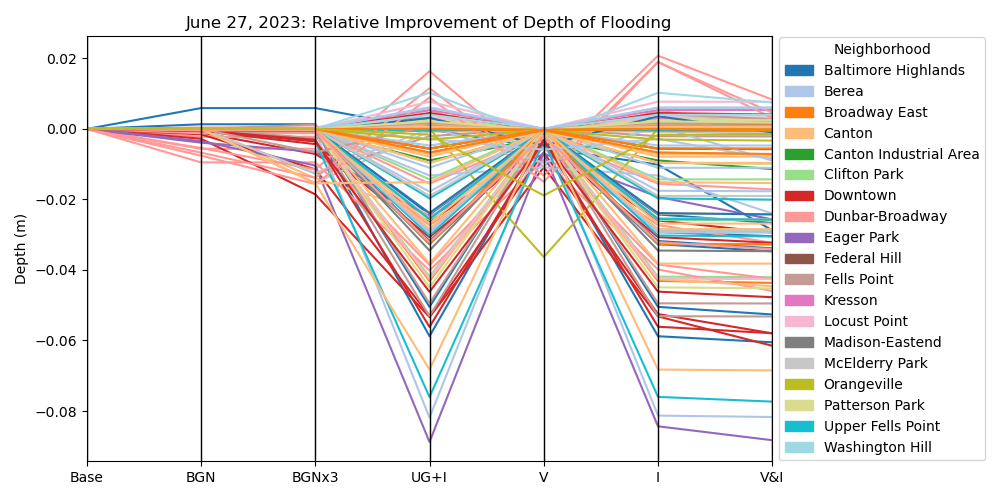 June 27, 2023: Relative Improvement of Depth of Flooding
Depth (m)
0.02
0.00
−0.02
−0.04
−0.06
−0.08
Base
BGN
BGNx3
UG+I
V
I
V&I
Neighborhood
Baltimore Highlands
Berea
Broadway East
Canton
Canton Industrial Area
Clifton Park
Downtown
Dunbar-Broadway
Eager Park
Federal Hill
Fells Point
Kresson
Locust Point
Madison-Eastend
McElderry Park
Orangeville
Patterson Park
Upper Fells Point
Washington Hill